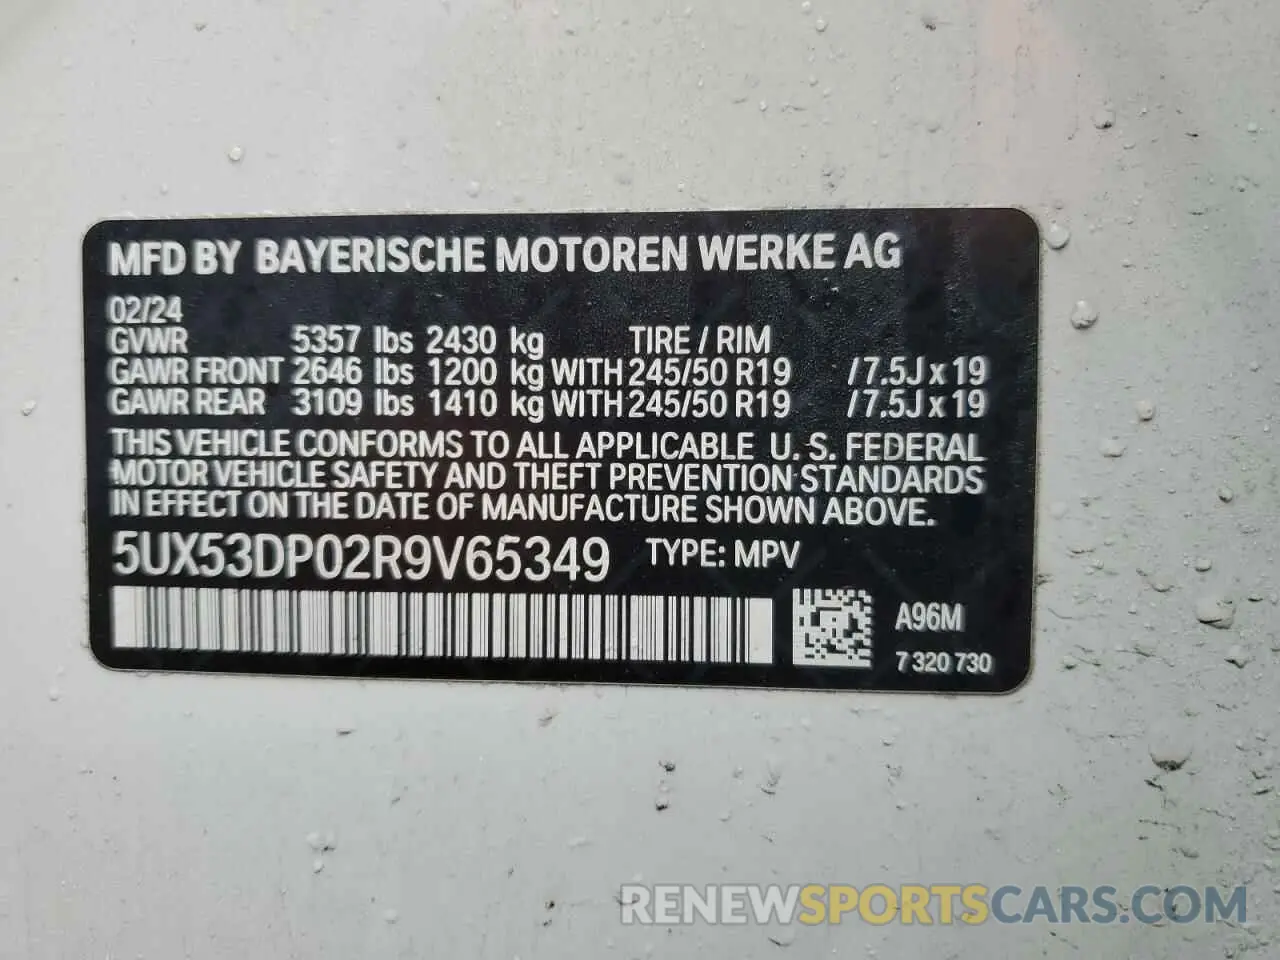 MFD BY BAYERISCHE MOTOREN WERKE AG
02/24
GVWR 5357 lbs 2430 kg TIRE / RIM
GAWR FRONT 2646 lbs 1200 kg WITH 245/50 R19 /7.5J x 19
GAWR REAR 3109 lbs 1410 kg WITH 245/50 R19 /7.5J x 19
THIS VEHICLE CONFORMS TO ALL APPLICABLE U. S. FEDERAL
MOTOR VEHICLE SAFETY AND THEFT PREVENTION STANDARDS
IN EFFECT ON THE DATE OF MANUFACTURE SHOWN ABOVE.
5UX53DP02R9V65349 TYPE: MPV
A96M
7 320 730
RENEWSPORTSCARS.COM